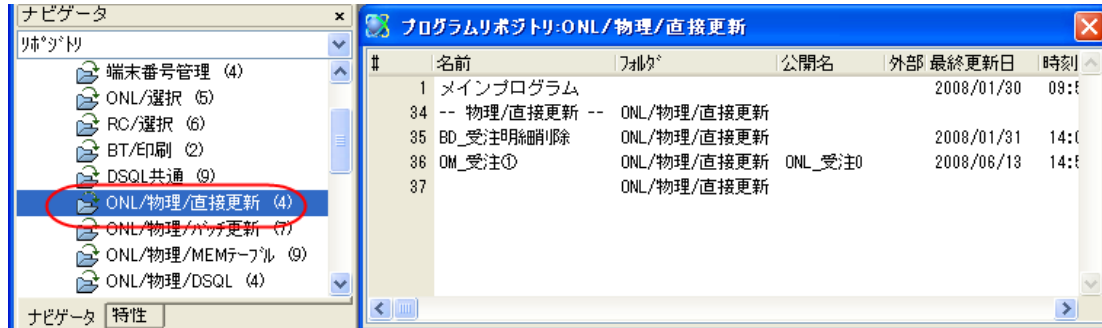 ナビゲータ
リポジトリ
端末番号管理 (4)
ONL/選択 (5)
RC/選択 (6)
BT/印刷 (2)
DSQL共通 (9)
ONL/物理/直接更新 (4)
ONL/物理/バッチ更新 (7)
ONL/物理/MEMテーブル (9)
ONL/物理/DSQL (4)
ナビゲータ 特性
プログラムリポジトリ:ONL/物理/直接更新
# 名前 フォルダ 公開名 外部 最終更新日 時刻
1 メインプログラム 2008/01/30 09:5
34 -- 物理/直接更新 -- ONL/物理/直接更新
35 BD_受注明細削除 ONL/物理/直接更新 2008/01/31 14:0
36 OM_受注① ONL/物理/直接更新 ONL_受注0 2008/06/13 14:5
37 ONL/物理/直接更新